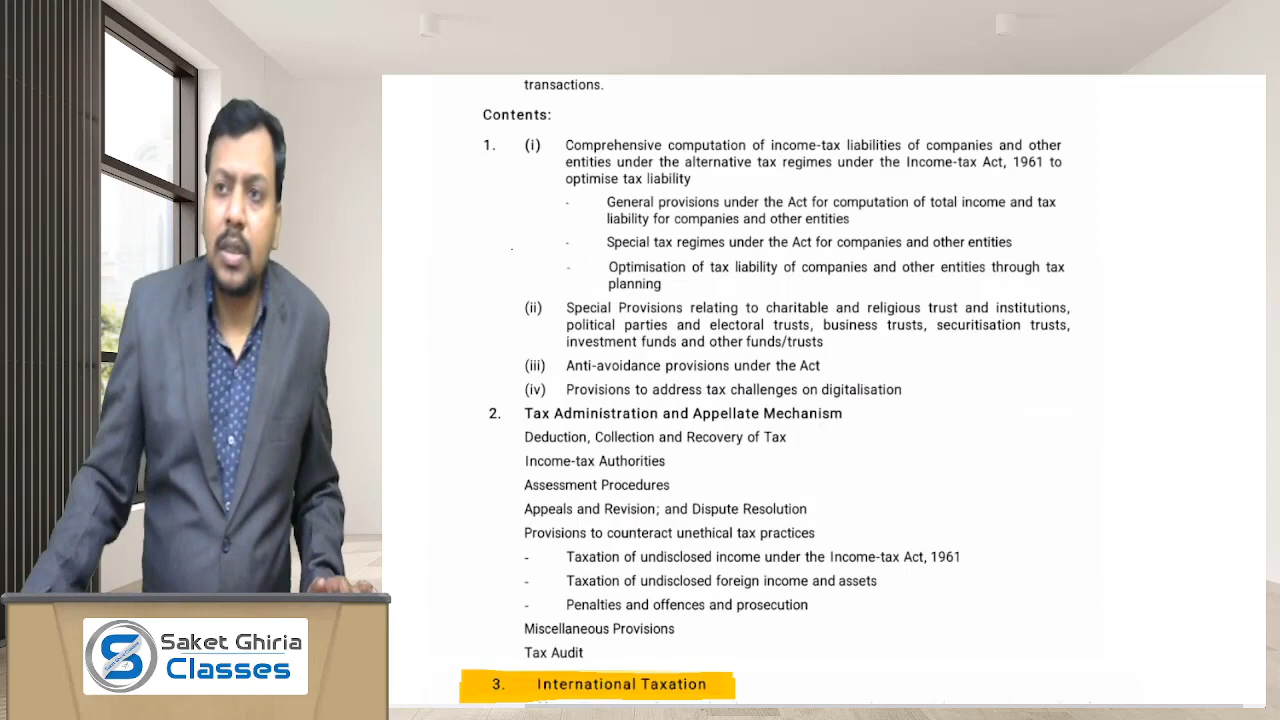 transactions.
Contents:
1. (i) Comprehensive computation of income-tax liabilities of companies and other
entities under the alternative tax regimes under the Income-tax Act, 1961 to
optimise tax liability
- General provisions under the Act for computation of total income and tax
liability for companies and other entities
- Special tax regimes under the Act for companies and other entities
- Optimisation of tax liability of companies and other entities through tax
planning
(ii) Special Provisions relating to charitable and religious trust and institutions,
political parties and electoral trusts, business trusts, securitisation trusts,
investment funds and other funds/trusts
(iii) Anti-avoidance provisions under the Act
(iv) Provisions to address tax challenges on digitalisation
2. Tax Administration and Appellate Mechanism
Deduction, Collection and Recovery of Tax
Income-tax Authorities
Assessment Procedures
Appeals and Revision; and Dispute Resolution
Provisions to counteract unethical tax practices
- Taxation of undisclosed income under the Income-tax Act, 1961
- Taxation of undisclosed foreign income and assets
- Penalties and offences and prosecution
Miscellaneous Provisions
Tax Audit
3. International Taxation
Saket Ghiria
Classes